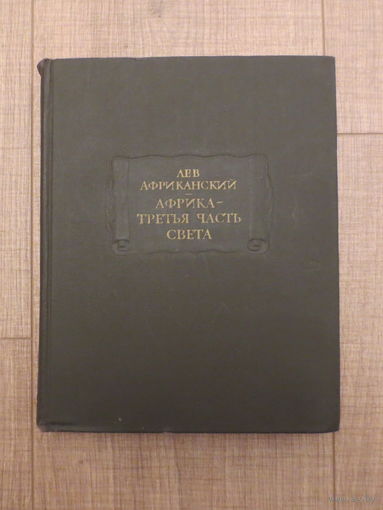 ЛЕВ
АФРИКАНСКИЙ
—
АФРИКА –
ТРЕТЬЯ ЧАСТЬ
СВЕТА